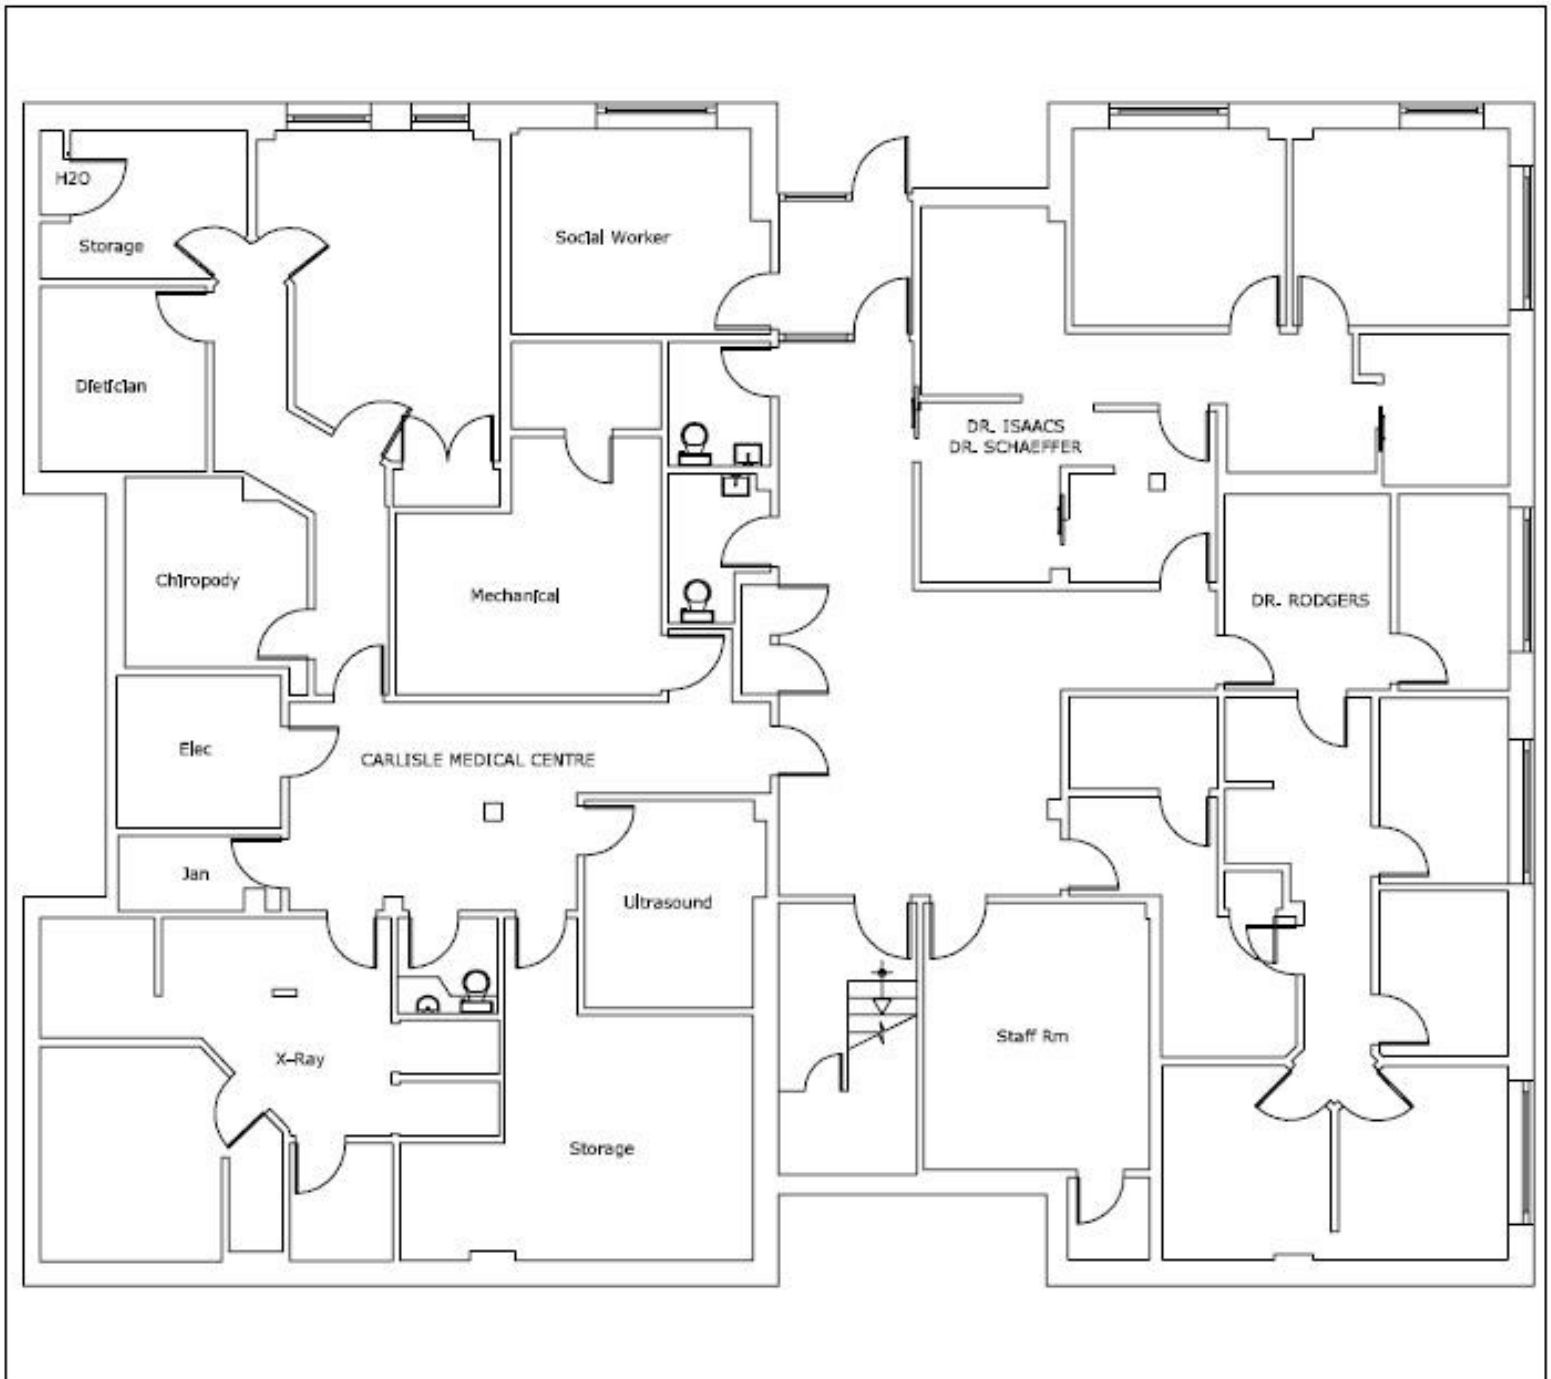 H2O
Storage
Social Worker
Dietician
DR. ISAACS
DR. SCHAEFFER
Chiropody
Mechanical
DR. RODGERS
Elec
CARLISLE MEDICAL CENTRE
Jan
Ultrasound
X-Ray
Staff Rm
Storage